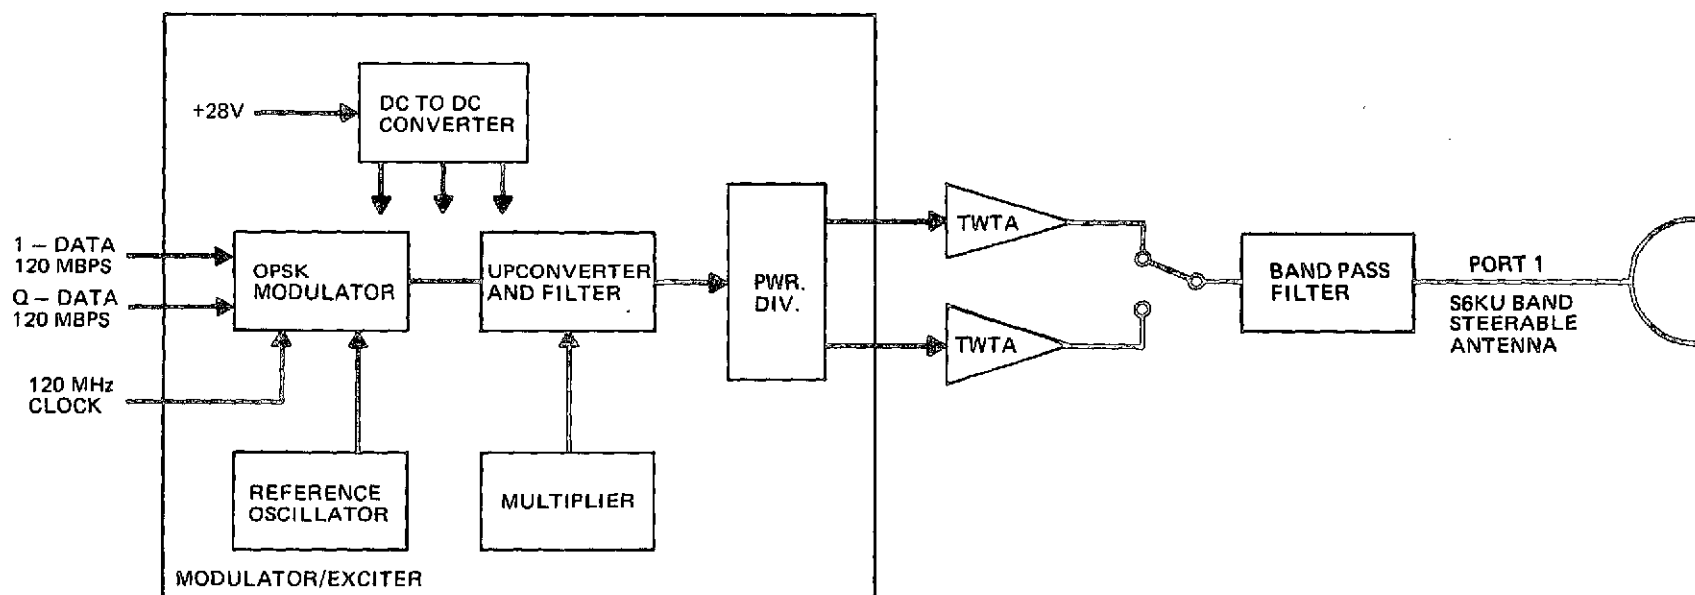 +28V
DC TO DC
CONVERTER
1 – DATA
120 MBPS
Q – DATA
120 MBPS
OPSK
MODULATOR
UPCONVERTER
AND FILTER
PWR.
DIV.
TWTA
TWTA
BAND PASS
FILTER
PORT 1
S6KU BAND
STEERABLE
ANTENNA
120 MHz
CLOCK
REFERENCE
OSCILLATOR
MULTIPLIER
MODULATOR/EXCITER